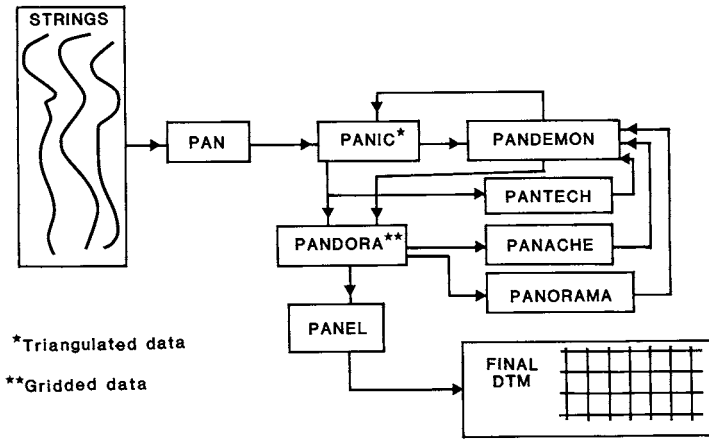 STRINGS
PAN
PANIC*
PANDEMON
PANTECH
PANDORA**
PANACHE
PANORAMA
PANEL
*Triangulated data
**Gridded data
FINAL
DTM